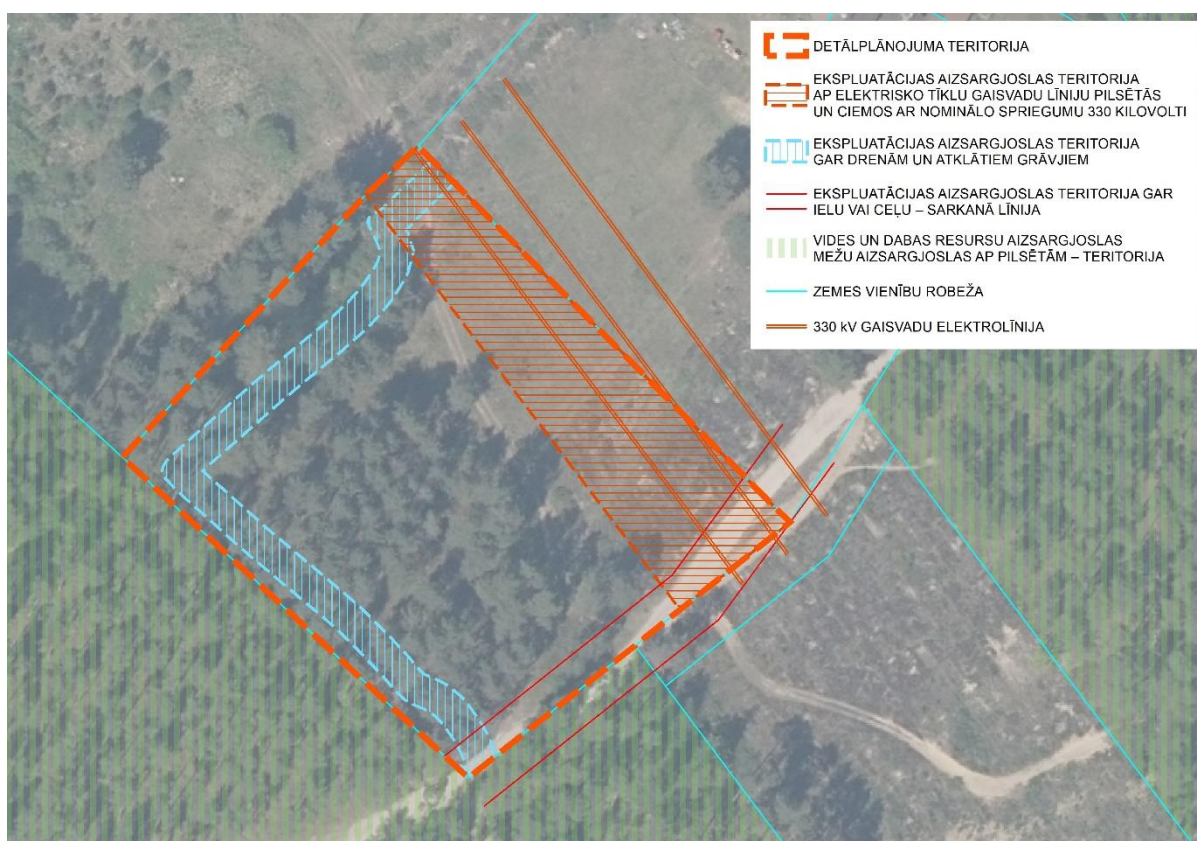 DETĀLPLĀNOJUMA TERITORIJA
EKSPLUATĀCIJAS AIZSARGJOSLAS TERITORIJA
AP ELEKTRISKO TĪKLU GAISVADU LĪNIJU PILSĒTĀS
UN CIEMOS AR NOMINĀLO SPRIEGUMU 330 KILOVOLTI
EKSPLUATĀCIJAS AIZSARGJOSLAS TERITORIJA
GAR DRENĀM UN ATKLĀTIEM GRĀVJIEM
EKSPLUATĀCIJAS AIZSARGJOSLAS TERITORIJA GAR
IELU VAI CEĻU – SARKANĀ LĪNIJA
VIDES UN DABAS RESURSU AIZSARGJOSLAS
MEŽU AIZSARGJOSLAS AP PILSĒTĀM – TERITORIJA
ZEMES VIENĪBU ROBEŽA
330 kV GAISVADU ELEKTROLĪNIJA